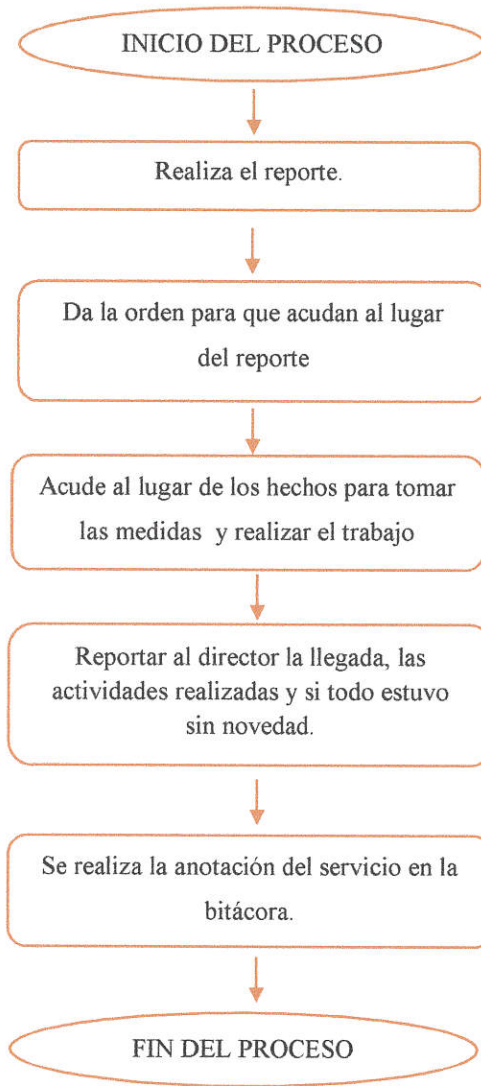 INICIO DEL PROCESO
Realiza el reporte.
Da la orden para que acudan al lugar
del reporte
Acude al lugar de los hechos para tomar
las medidas y realizar el trabajo
Reportar al director la llegada, las
actividades realizadas y si todo estuvo
sin novedad.
Se realiza la anotación del servicio en la
bitácora.
FIN DEL PROCESO